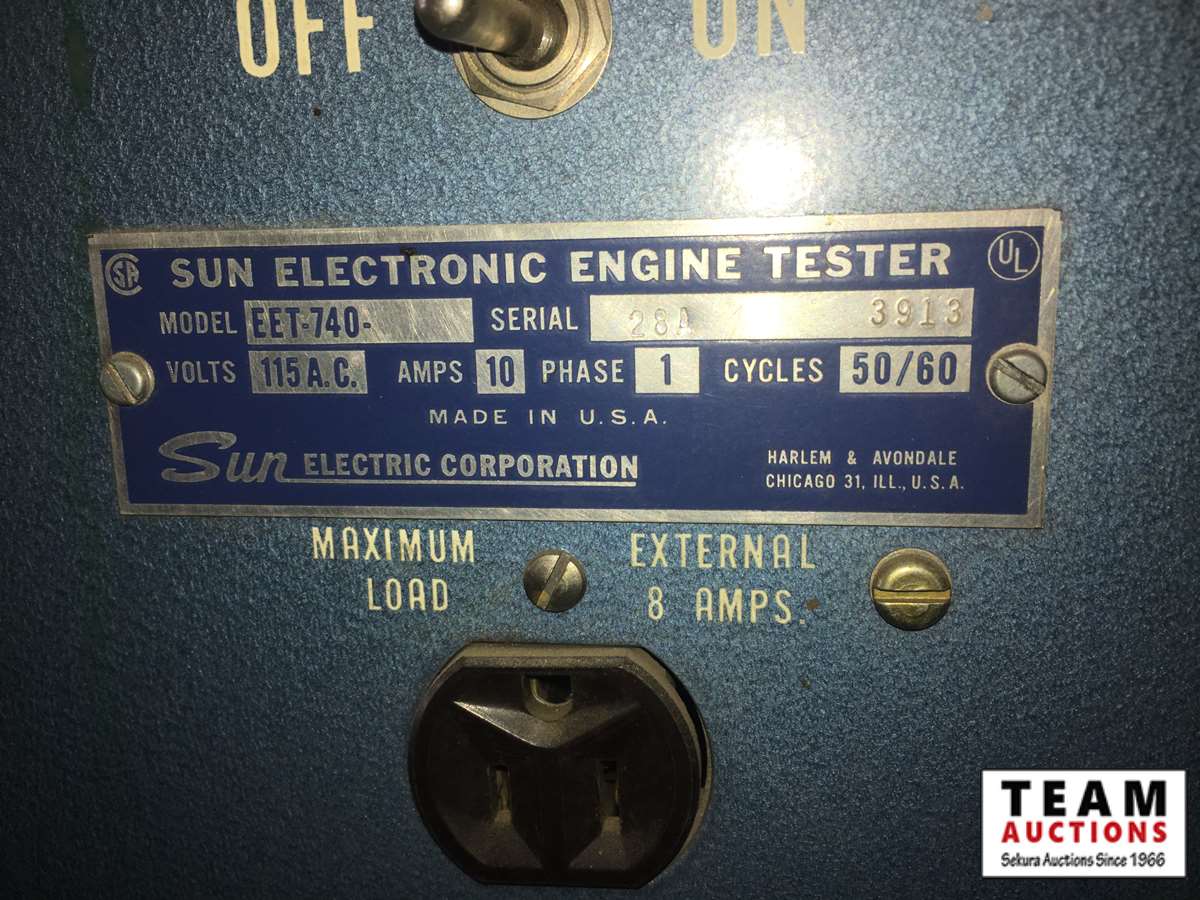 OFF ON
CSA SUN ELECTRONIC ENGINE TESTER UL
MODEL EET-740- SERIAL 28A 3913
VOLTS 115 A.C. AMPS 10 PHASE 1 CYCLES 50/60
MADE IN U.S.A.
Sun ELECTRIC CORPORATION
HARLEM & AVONDALE
CHICAGO 31, ILL., U.S.A.
MAXIMUM EXTERNAL
LOAD 8 AMPS.
TEAM
AUCTIONS
Sekura Auctions Since 1966